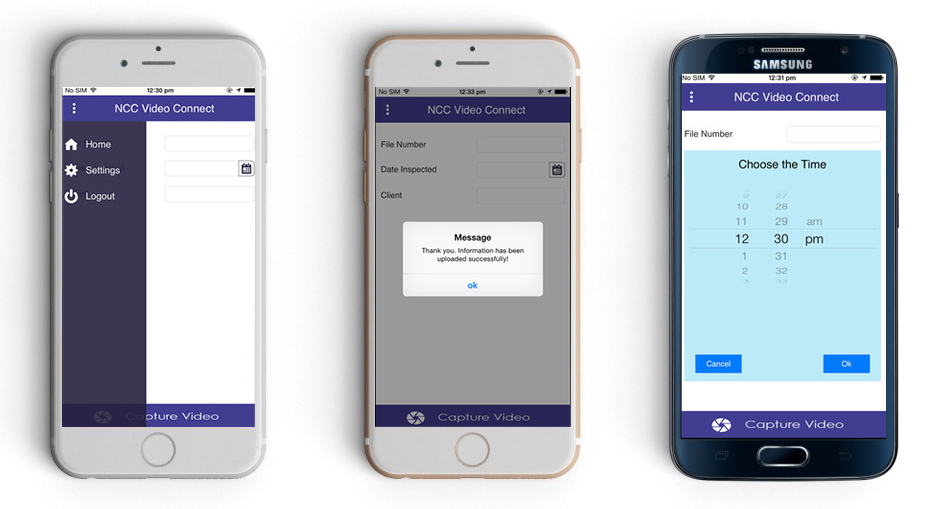 No SIM
12:30 pm
NCC Video Connect
Home
Settings
Logout
Capture Video
No SIM
12:33 pm
NCC Video Connect
File Number
Date Inspected
Client
Message
Thank you. Information has been
uploaded successfully!
ok
Capture Video
SAMSUNG
No SIM
12:31 pm
NCC Video Connect
File Number
Choose the Time
9 27
10 28
11 29 am
12 30 pm
1 31
2 32
3 33
Cancel
Ok
Capture Video